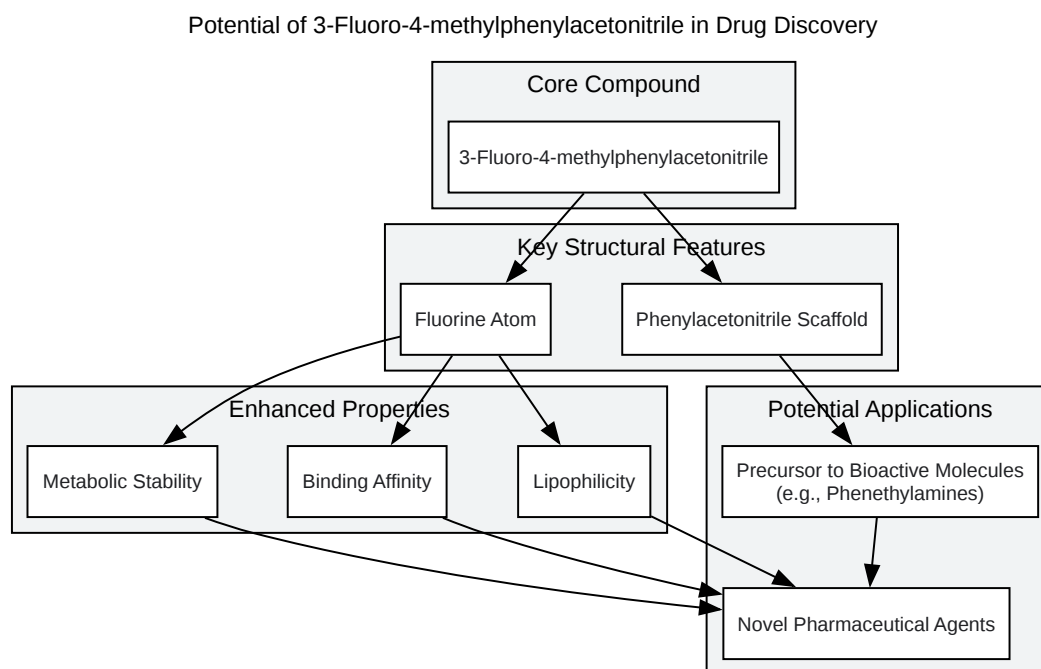 Potential of 3-Fluoro-4-methylphenylacetonitrile in Drug Discovery
Core Compound
3-Fluoro-4-methylphenylacetonitrile
Key Structural Features
Fluorine Atom
Phenylacetonitrile Scaffold
Enhanced Properties
Metabolic Stability
Binding Affinity
Lipophilicity
Potential Applications
Precursor to Bioactive Molecules
(e.g., Phenethylamines)
Novel Pharmaceutical Agents